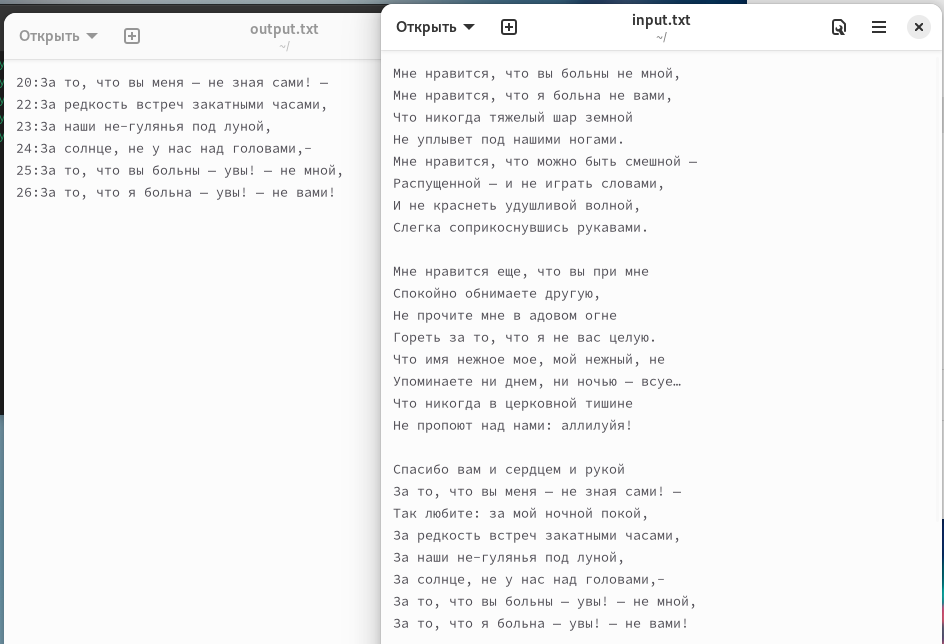 Открыть
output.txt
~/
20:За то, что вы меня — не зная сами! —
22:За редкость встреч закатными часами,
23:За наши не-гулянья под луной,
24:За солнце, не у нас над головами,-
25:За то, что вы больны — увы! — не мной,
26:За то, что я больна — увы! — не вами!
Открыть
input.txt
~/
Мне нравится, что вы больны не мной,
Мне нравится, что я больна не вами,
Что никогда тяжелый шар земной
Не уплывет под нашими ногами.
Мне нравится, что можно быть смешной —
Распущенной — и не играть словами,
И не краснеть удушливой волной,
Слегка соприкоснувшись рукавами.
Мне нравится еще, что вы при мне
Спокойно обнимаете другую,
Не прочите мне в адовом огне
Гореть за то, что я не вас целую.
Что имя нежное мое, мой нежный, не
Упоминаете ни днем, ни ночью — всуе…
Что никогда в церковной тишине
Не пропоют над нами: аллилуйя!
Спасибо вам и сердцем и рукой
За то, что вы меня — не зная сами! —
Так любите: за мой ночной покой,
За редкость встреч закатными часами,
За наши не-гулянья под луной,
За солнце, не у нас над головами,-
За то, что вы больны — увы! — не мной,
За то, что я больна — увы! — не вами!